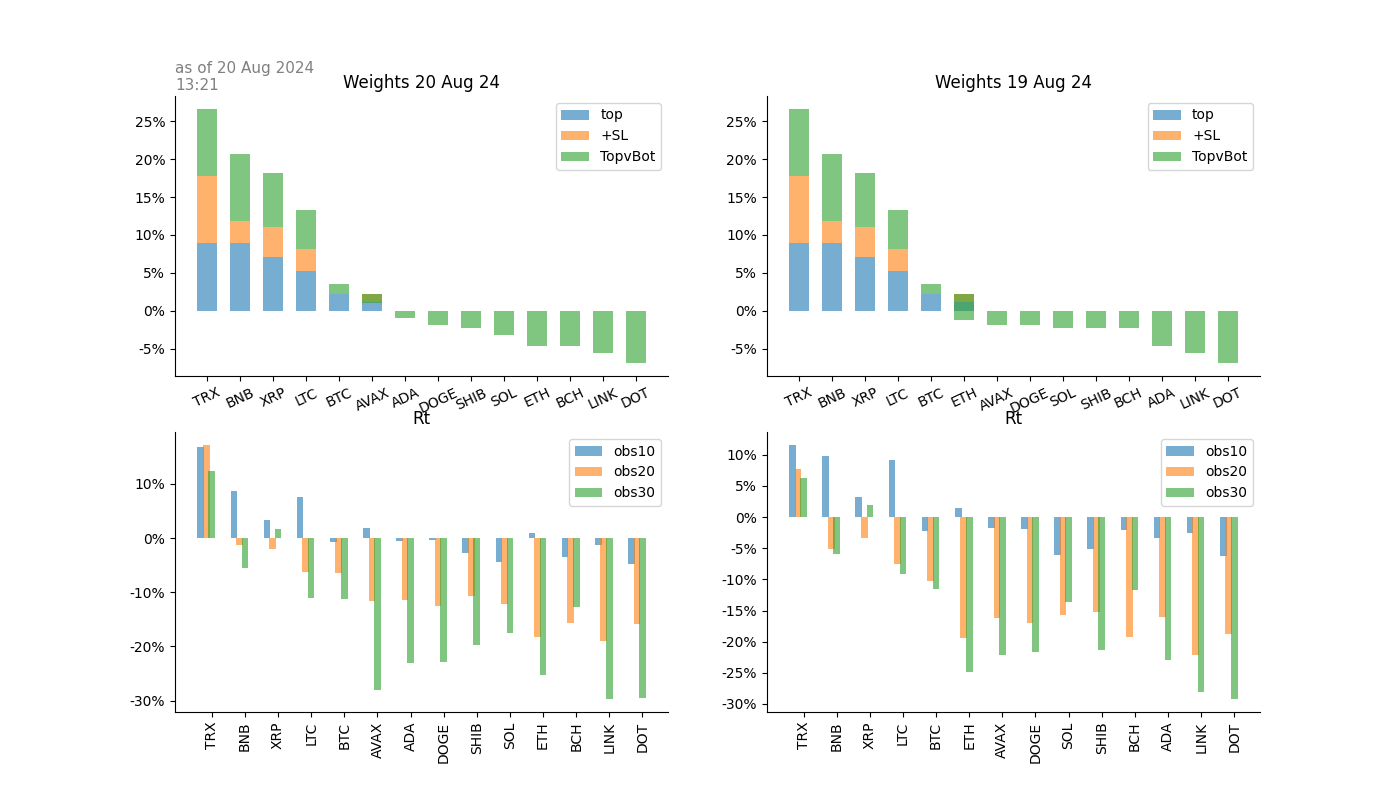 as of 20 Aug 2024
13:21
Weights 20 Aug 24
25%
20%
15%
10%
5%
0%
-5%
top
+SL
TopvBot
TRX BNB XRP LTC BTC AVAX ADA DOGE SHIB SOL ETH BCH LINK DOT
Weights 19 Aug 24
25%
20%
15%
10%
5%
0%
-5%
top
+SL
TopvBot
TRX BNB XRP LTC BTC ETH AVAX DOGE SOL SHIB BCH ADA LINK DOT
Rt
10%
0%
-10%
-20%
-30%
obs10
obs20
obs30
TRX BNB XRP LTC BTC AVAX ADA DOGE SHIB SOL ETH BCH LINK DOT
Rt
10%
5%
0%
-5%
-10%
-15%
-20%
-25%
-30%
obs10
obs20
obs30
TRX BNB XRP LTC BTC ETH AVAX DOGE SOL SHIB BCH ADA LINK DOT